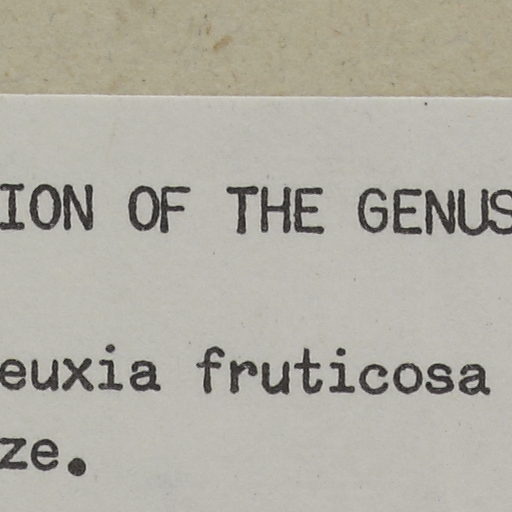 ION OF THE GENUS
euxia fruticosa
ze.